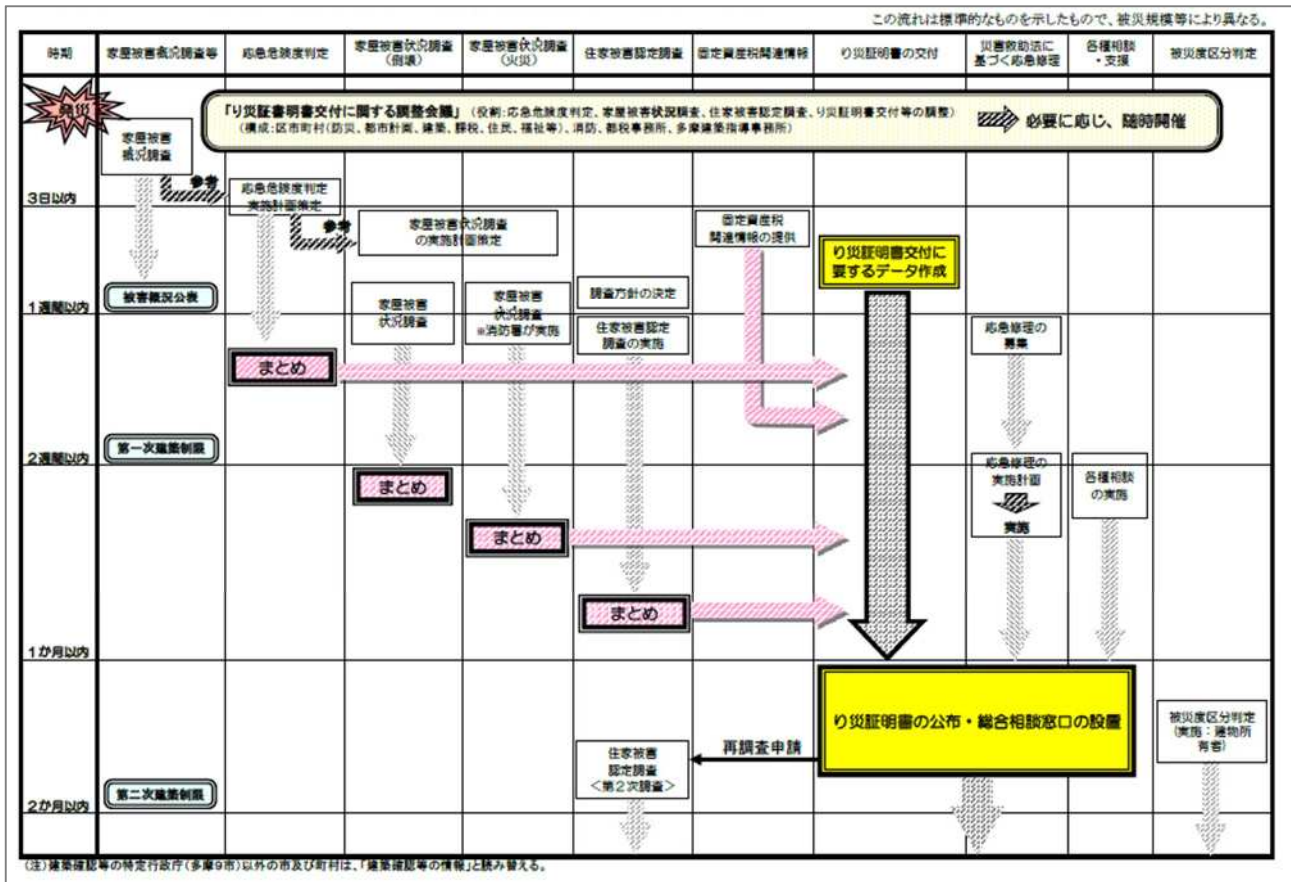 この流れは標準的なものを示したもので、被災規模等により異なる。
時期
家屋被害概況調査等
応急危険度判定
家屋被害状況調査
(倒壊)
家屋被害状況調査
(火災)
住家被害認定調査
固定資産税関連情報
り災証明書の交付
災害救助法に
基づく応急修理
各種相談
・支援
被災度区分判定
発災
「り災証書明書交付に関する調整会議」(役割:応急危険度判定、家屋被害状況調査、住家被害認定調査、り災証明書交付等の調整)
(構成:区市町村(防災、都市計画、建築、課税、住民、福祉等)、消防、都税事務所、多摩建築指導事務所)
必要に応じ、随時開催
家屋被害
概況調査
参考
3日以内
応急危険度判定
実施計画策定
参考
家屋被害状況調査
の実施計画策定
固定資産税
関連情報の提供
り災証明書交付に
要するデータ作成
被害概況公表
1週間以内
家屋被害
状況調査
家屋被害
状況調査
※消防署が実施
調査方針の決定
住家被害認定
調査の実施
応急修理の
募集
まとめ
第一次建築制限
2週間以内
まとめ
応急修理の
実施計画
実施
各種相談
の実施
まとめ
まとめ
1か月以内
り災証明書の公布・総合相談窓口の設置
被災度区分判定
(実施:建物所
有者)
再調査申請
住家被害
認定調査
<第2次調査>
第二次建築制限
2か月以内
(注)建築確認等の特定行政庁(多摩9市)以外の市及び町村は、「建築確認等の情報」と読み替える。